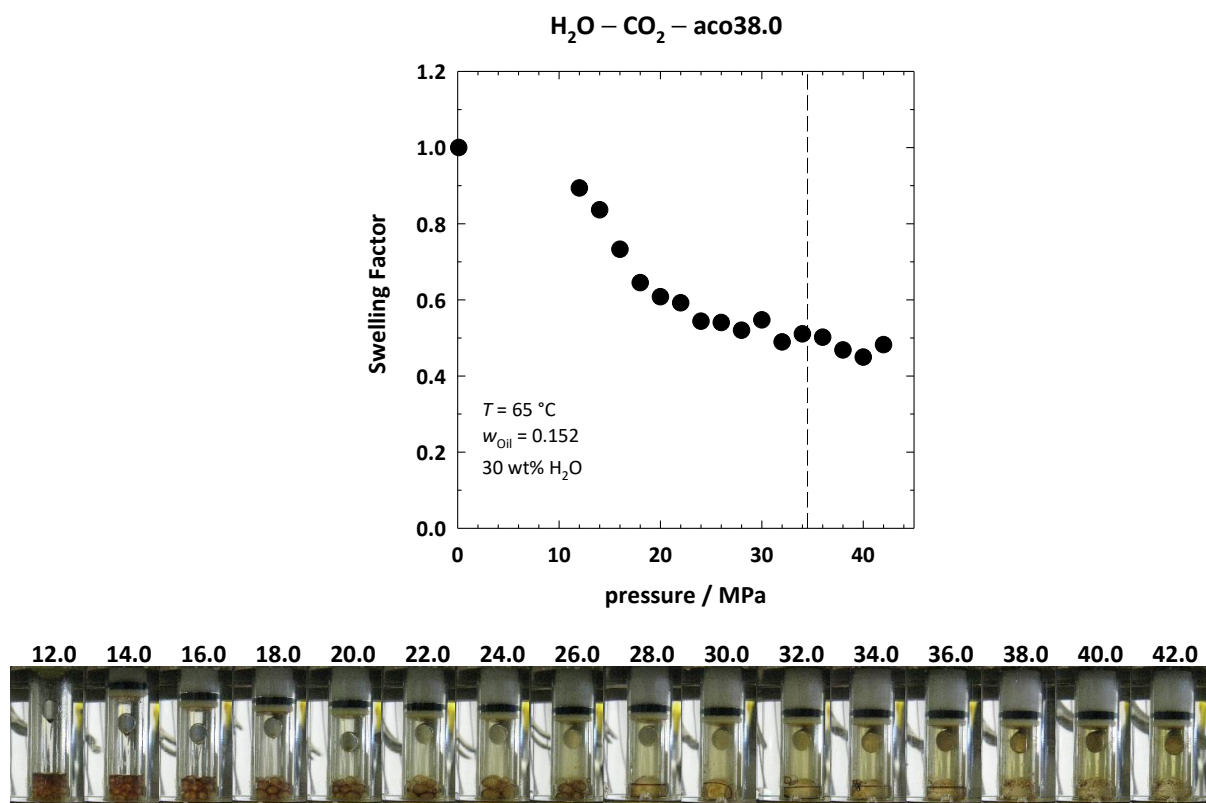 H₂O – CO₂ – aco38.0
1.2
1.0
0.8
0.6
0.4
0.2
0.0
Swelling Factor
T = 65 °C
wOil = 0.152
30 wt% H₂O
0 10 20 30 40
pressure / MPa
12.0 14.0 16.0 18.0 20.0 22.0 24.0 26.0 28.0 30.0 32.0 34.0 36.0 38.0 40.0 42.0